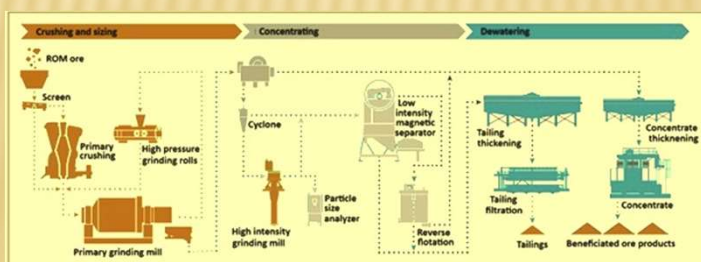 Crushing and sizing
Concentrating
Dewatering
ROM ore
Screen
Primary
crushing
High pressure
grinding rolls
Primary grinding mill
Cyclone
High intensity
grinding mill
Particle
size
analyzer
Low
intensity
magnetic
separator
Reverse
flotation
Tailing
thickening
Tailing
filtration
Tailings
Concentrate
thicknening
Concentrate
Beneficiated ore products